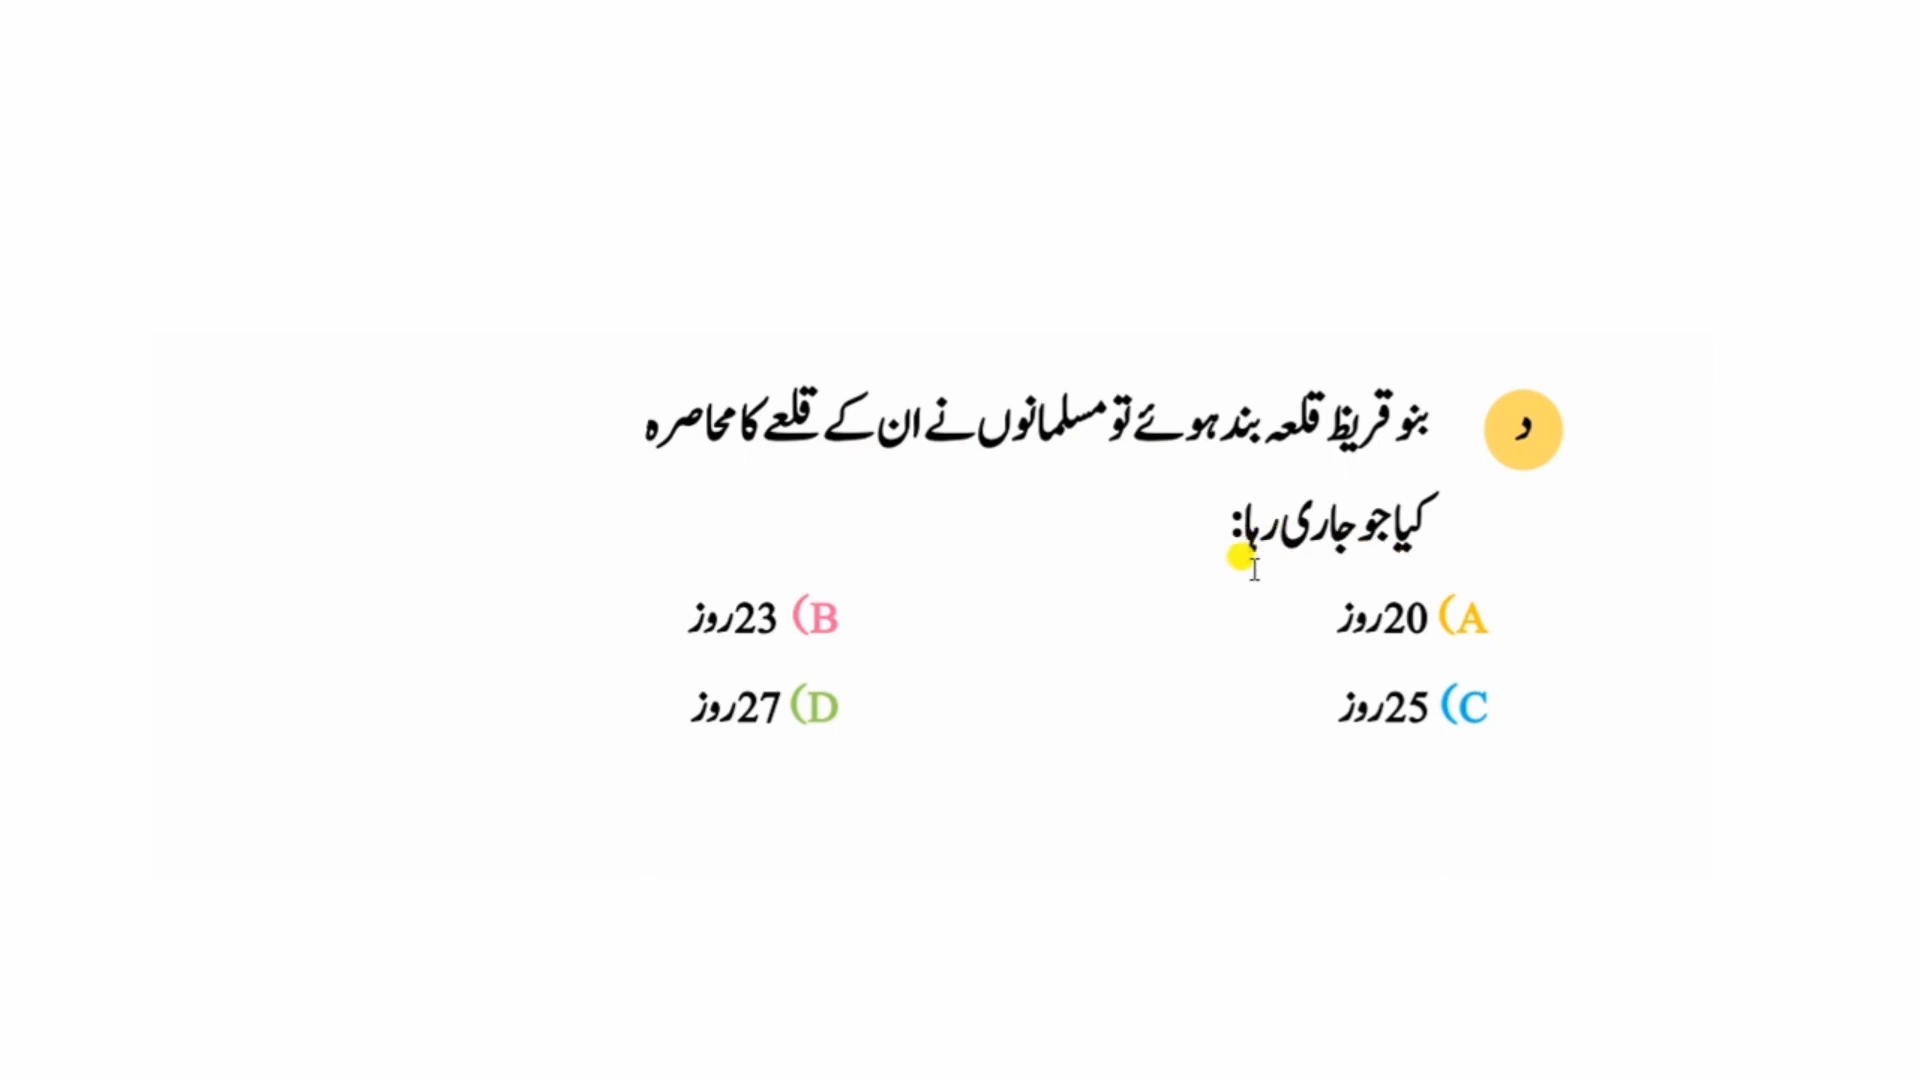 د بنو قریظ قلعہ بند ہوئے تو مسلمانوں نے ان کے قلعے کا محاصرہ
کیا جو جاری رہا:
A) 20روز B) 23روز
C) 25روز D) 27روز